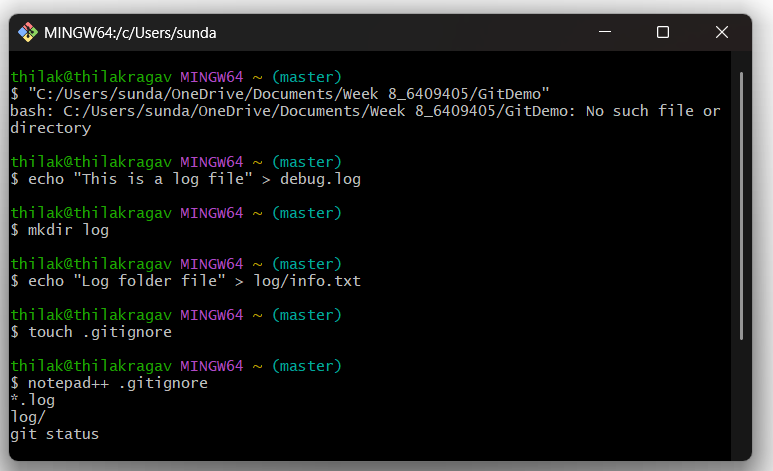 MINGW64:/c/Users/sunda
thilak@thilakragav MINGW64 ~ (master)
$ "C:/Users/sunda/OneDrive/Documents/Week 8_6409405/GitDemo"
bash: C:/Users/sunda/OneDrive/Documents/Week 8_6409405/GitDemo: No such file or
directory
thilak@thilakragav MINGW64 ~ (master)
$ echo "This is a log file" > debug.log
thilak@thilakragav MINGW64 ~ (master)
$ mkdir log
thilak@thilakragav MINGW64 ~ (master)
$ echo "Log folder file" > log/info.txt
thilak@thilakragav MINGW64 ~ (master)
$ touch .gitignore
thilak@thilakragav MINGW64 ~ (master)
$ notepad++ .gitignore
*.log
log/
git status